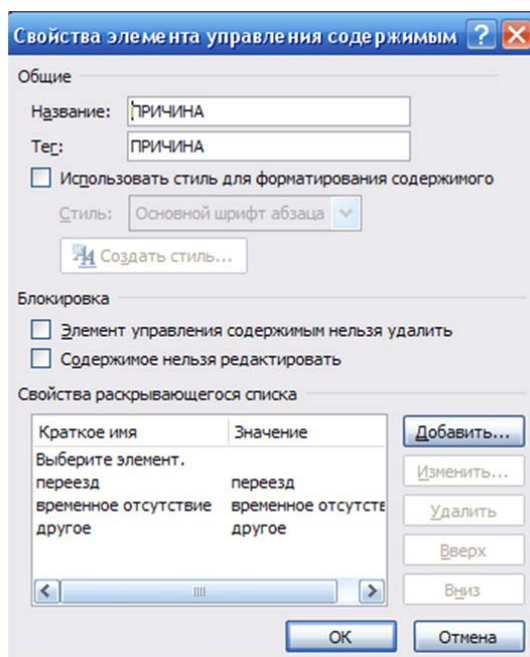 Свойства элемента управления содержимым
Общие
Название: ПРИЧИНА
Тег: ПРИЧИНА
Использовать стиль для форматирования содержимого
Стиль: Основной шрифт абзаца
Создать стиль...
Блокировка
Элемент управления содержимым нельзя удалить
Содержимое нельзя редактировать
Свойства раскрывающегося списка
Краткое имя Значение Добавить...
Выберите элемент.
Изменить...
переезд переезд
временное отсутствие временное отсутств
Удалить
другое другое
Вверх
Вниз
ОК Отмена